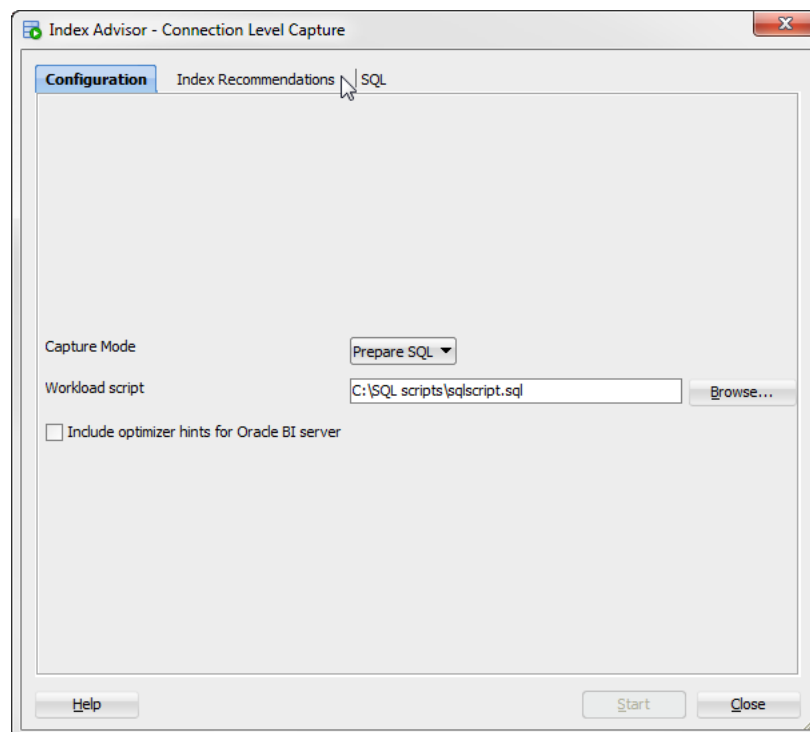 Index Advisor - Connection Level Capture
Configuration Index Recommendations SQL
Capture Mode Prepare SQL
Workload script C:\SQL scripts\sqlscript.sql Browse...
Include optimizer hints for Oracle BI server
Help Start Close